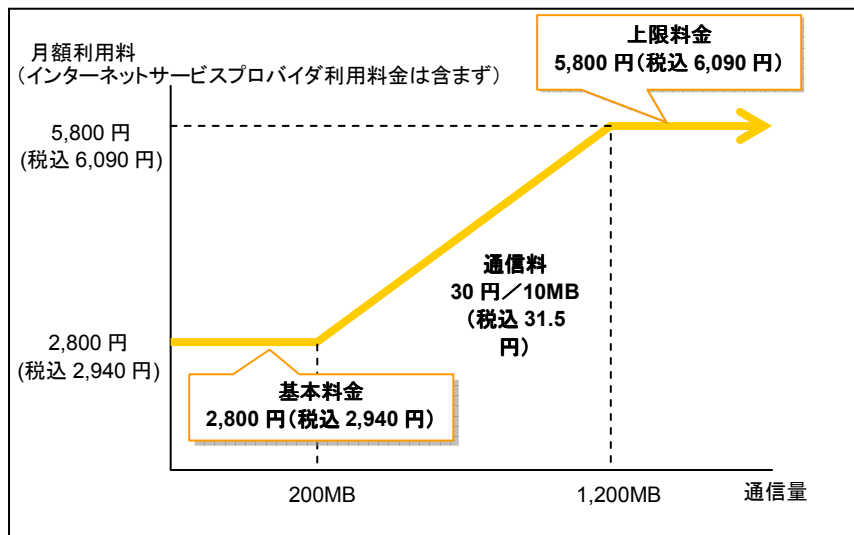 月額利用料
（インターネットサービスプロバイダ利用料金は含まず）
上限料金
5,800 円（税込 6,090 円）
5,800 円
(税込 6,090 円)
通信料
30 円／10MB
（税込 31.5
円）
2,800 円
(税込 2,940 円)
基本料金
2,800 円（税込 2,940 円）
200MB
1,200MB
通信量